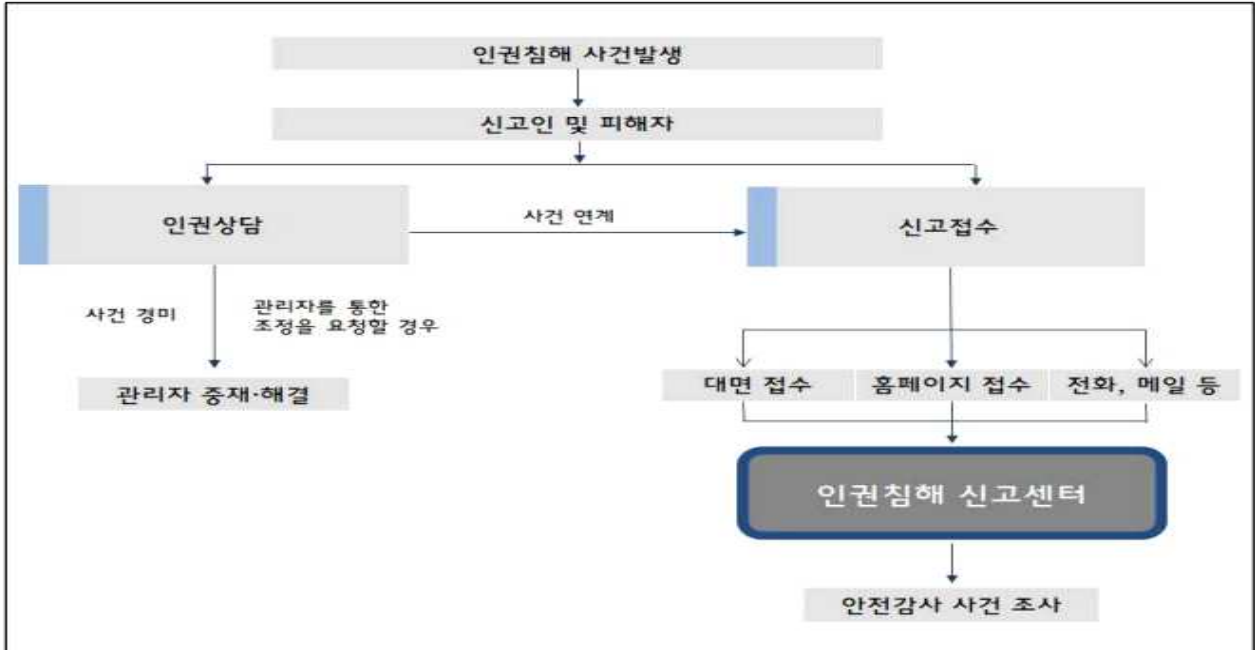 인권침해 사건발생
신고인 및 피해자
인권상담
사건 연계
신고접수
사건 경미
관리자를 통한
조정을 요청할 경우
관리자 중재·해결
대면 접수
홈페이지 접수
전화, 메일 등
인권침해 신고센터
안전감사 사건 조사